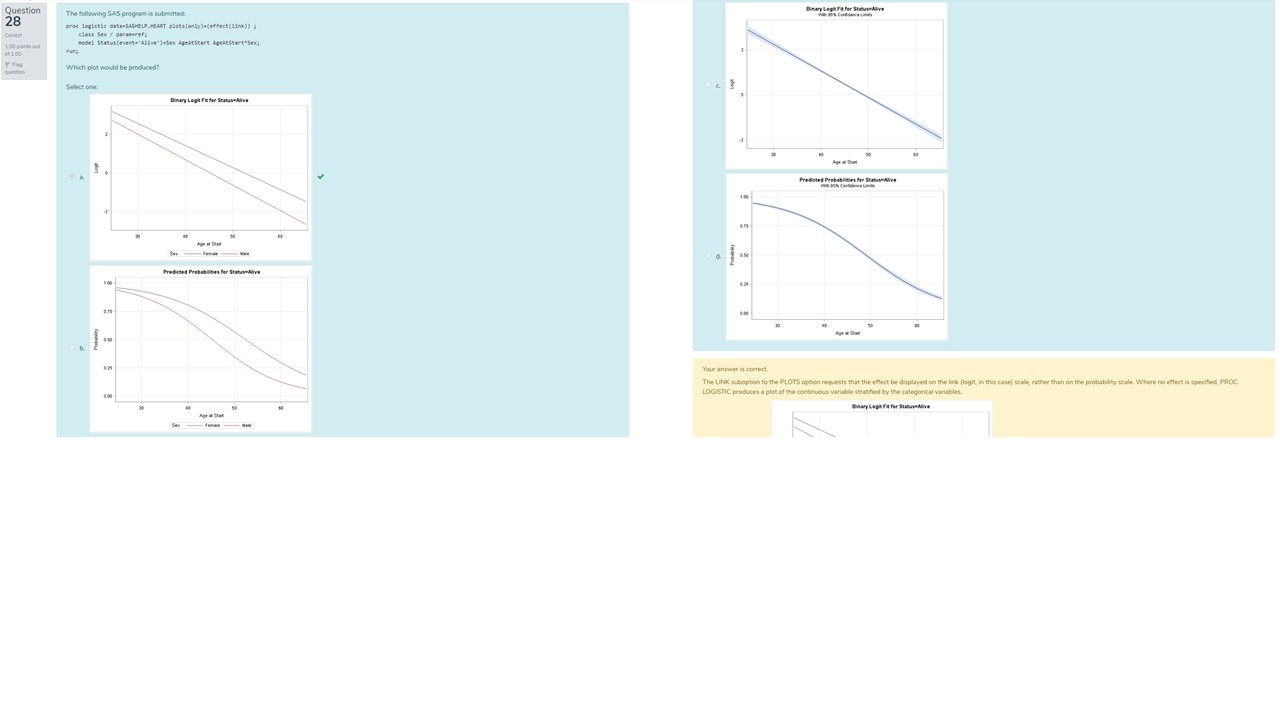 Question
28
Correct
1.00 points out
of 1.00
Flag
question
The following SAS program is submitted:
proc logistic data=SASHELP.HEART plots(only)=(effect(link)) ;
class Sex / param=ref;
model Status(event='Alive')=Sex AgeAtStart AgeAtStart*Sex;
run;
Which plot would be produced?
Select one:
a.
Binary Logit Fit for Status=Alive
Logit
2
0
-2
30 40 50 60
Age at Start
Sex Female Male
b.
Predicted Probabilities for Status=Alive
Probability
1.00
0.75
0.50
0.25
0.00
30 40 50 60
Age at Start
Sex Female Male
c.
Binary Logit Fit for Status=Alive
With 95% Confidence Limits
Logit
2
0
-2
30 40 50 60
Age at Start
d.
Predicted Probabilities for Status=Alive
With 95% Confidence Limits
Probability
1.00
0.75
0.50
0.25
0.00
30 40 50 60
Age at Start
Your answer is correct.
The LINK suboption to the PLOTS option requests that the effect be displayed on the link (logit, in this case) scale, rather than on the probability scale. Where no effect is specified, PROC
LOGISTIC produces a plot of the continuous variable stratified by the categorical variables.
Binary Logit Fit for Status=Alive